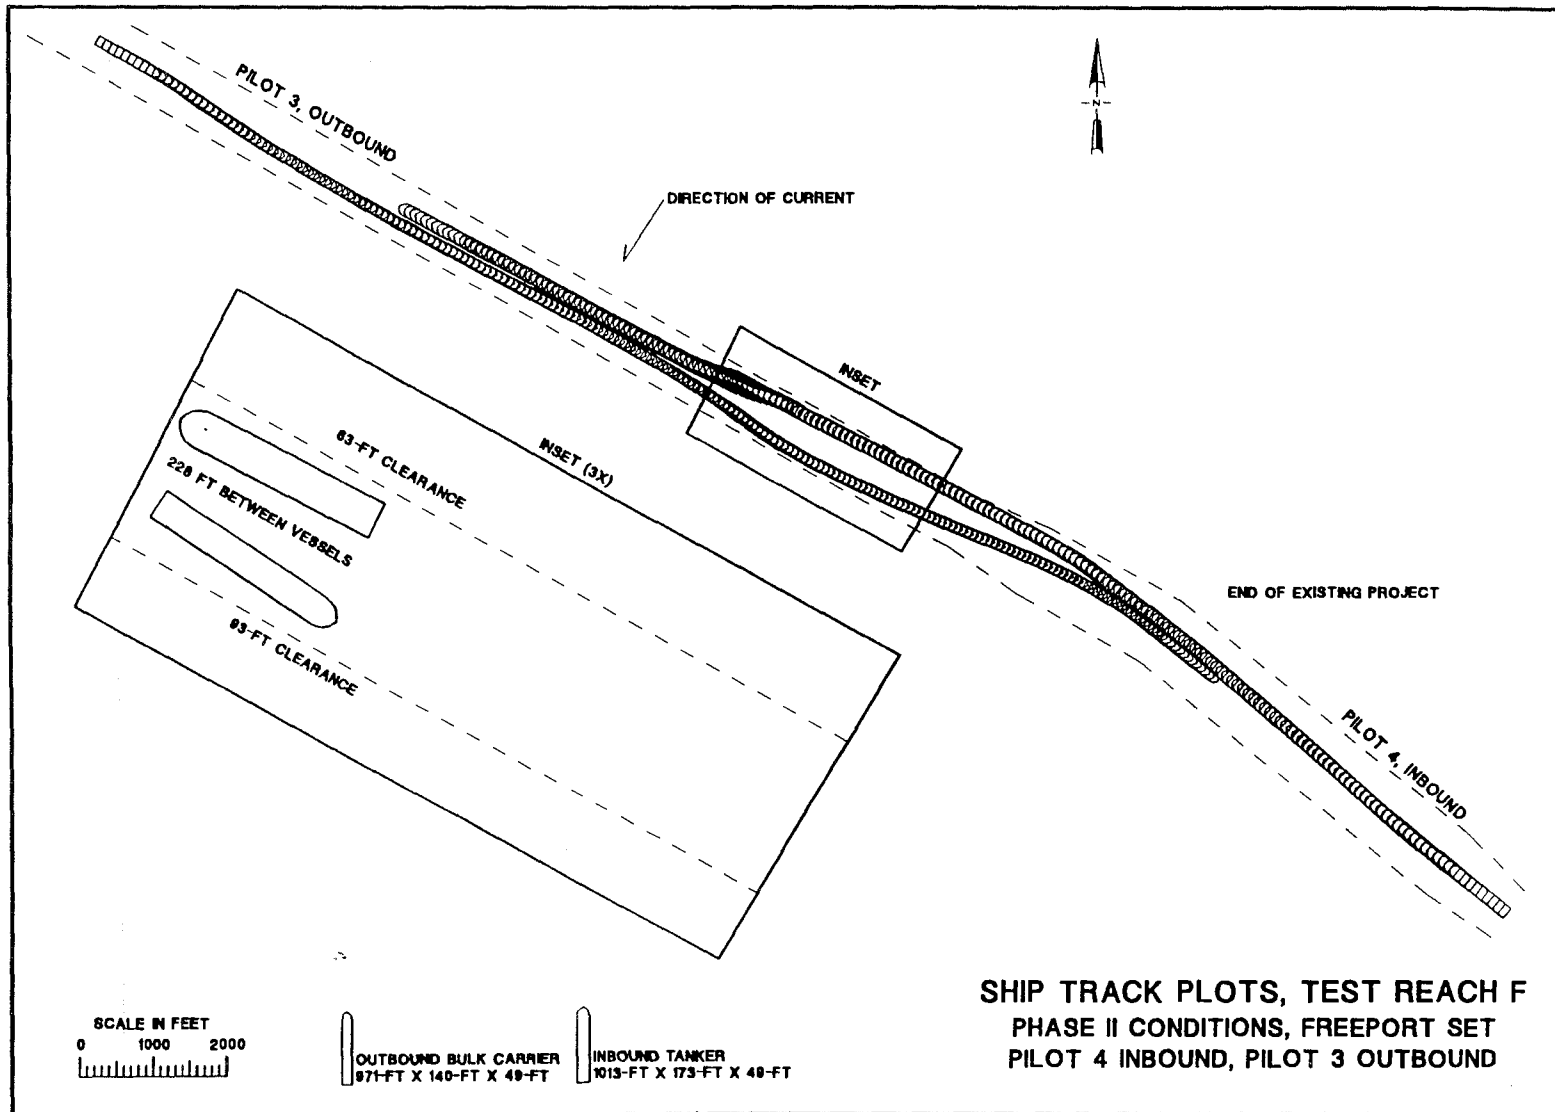 PILOT 3, OUTBOUND
N
DIRECTION OF CURRENT
INSET
63-FT CLEARANCE
INSET (3X)
228 FT BETWEEN VESSELS
93-FT CLEARANCE
END OF EXISTING PROJECT
PILOT 4, INBOUND
SCALE IN FEET
0 1000 2000
OUTBOUND BULK CARRIER
971-FT X 140-FT X 49-FT
INBOUND TANKER
1013-FT X 173-FT X 49-FT
SHIP TRACK PLOTS, TEST REACH F
PHASE II CONDITIONS, FREEPORT SET
PILOT 4 INBOUND, PILOT 3 OUTBOUND